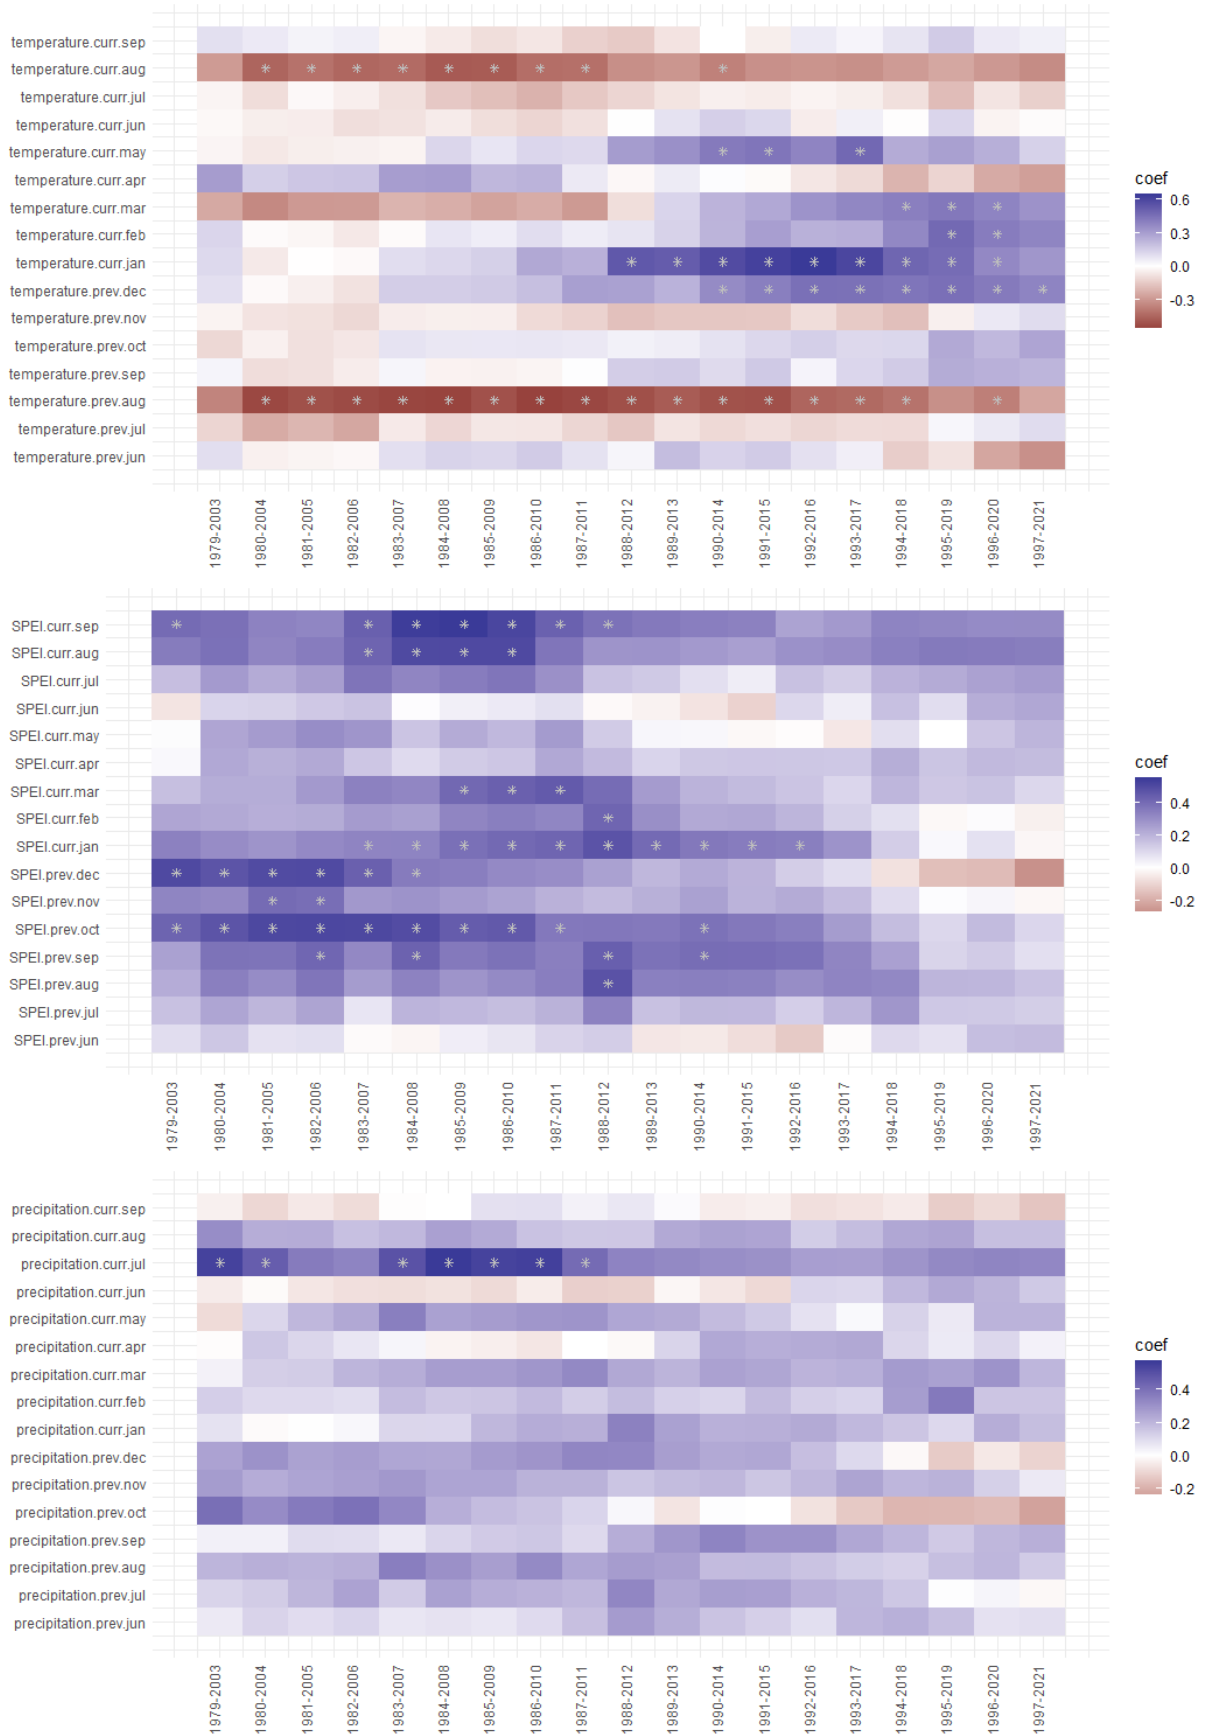 temperature.curr.sep
temperature.curr.aug
temperature.curr.jul
temperature.curr.jun
temperature.curr.may
temperature.curr.apr
temperature.curr.mar
temperature.curr.feb
temperature.curr.jan
temperature.prev.dec
temperature.prev.nov
temperature.prev.oct
temperature.prev.sep
temperature.prev.aug
temperature.prev.jul
temperature.prev.jun
1979-2003
1980-2004
1981-2005
1982-2006
1983-2007
1984-2008
1985-2009
1986-2010
1987-2011
1988-2012
1989-2013
1990-2014
1991-2015
1992-2016
1993-2017
1994-2018
1995-2019
1996-2020
1997-2021
coef
0.6
0.3
0.0
-0.3
SPEI.curr.sep
SPEI.curr.aug
SPEI.curr.jul
SPEI.curr.jun
SPEI.curr.may
SPEI.curr.apr
SPEI.curr.mar
SPEI.curr.feb
SPEI.curr.jan
SPEI.prev.dec
SPEI.prev.nov
SPEI.prev.oct
SPEI.prev.sep
SPEI.prev.aug
SPEI.prev.jul
SPEI.prev.jun
1979-2003
1980-2004
1981-2005
1982-2006
1983-2007
1984-2008
1985-2009
1986-2010
1987-2011
1988-2012
1989-2013
1990-2014
1991-2015
1992-2016
1993-2017
1994-2018
1995-2019
1996-2020
1997-2021
coef
0.4
0.2
0.0
-0.2
precipitation.curr.sep
precipitation.curr.aug
precipitation.curr.jul
precipitation.curr.jun
precipitation.curr.may
precipitation.curr.apr
precipitation.curr.mar
precipitation.curr.feb
precipitation.curr.jan
precipitation.prev.dec
precipitation.prev.nov
precipitation.prev.oct
precipitation.prev.sep
precipitation.prev.aug
precipitation.prev.jul
precipitation.prev.jun
1979-2003
1980-2004
1981-2005
1982-2006
1983-2007
1984-2008
1985-2009
1986-2010
1987-2011
1988-2012
1989-2013
1990-2014
1991-2015
1992-2016
1993-2017
1994-2018
1995-2019
1996-2020
1997-2021
coef
0.4
0.2
0.0
-0.2